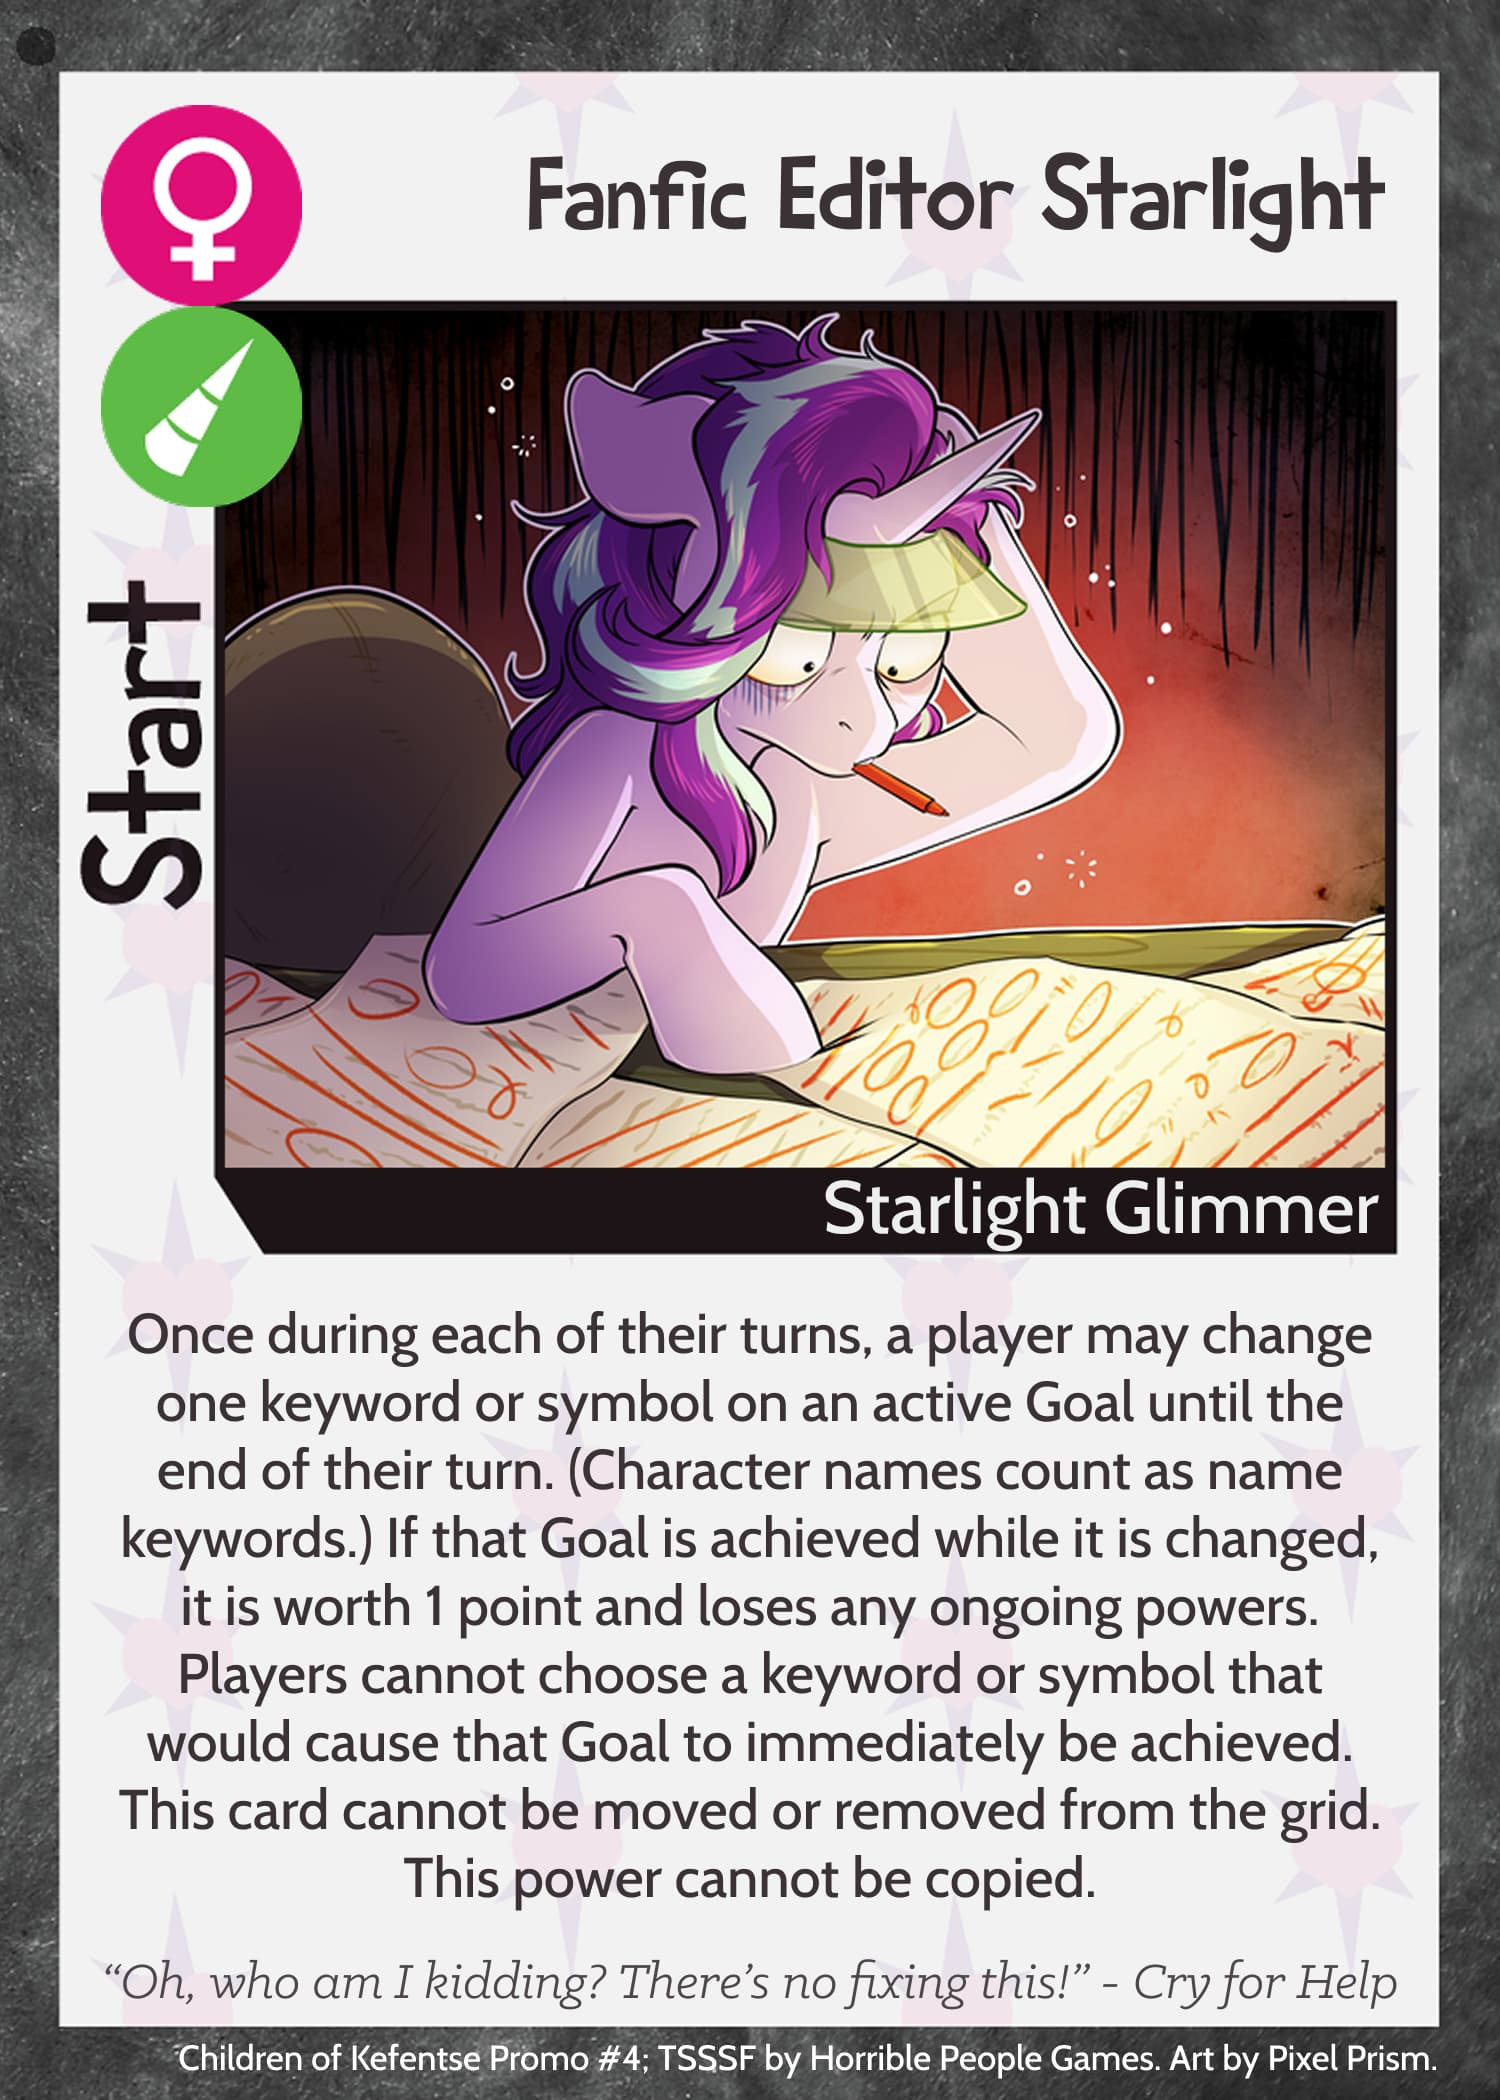 Fanfic Editor Starlight
Start
Starlight Glimmer
Once during each of their turns, a player may change
one keyword or symbol on an active Goal until the
end of their turn. (Character names count as name
keywords.) If that Goal is achieved while it is changed,
it is worth 1 point and loses any ongoing powers.
Players cannot choose a keyword or symbol that
would cause that Goal to immediately be achieved.
This card cannot be moved or removed from the grid.
This power cannot be copied.
“Oh, who am I kidding? There’s no fixing this!” - Cry for Help
Children of Kefentse Promo #4; TSSSF by Horrible People Games. Art by Pixel Prism.